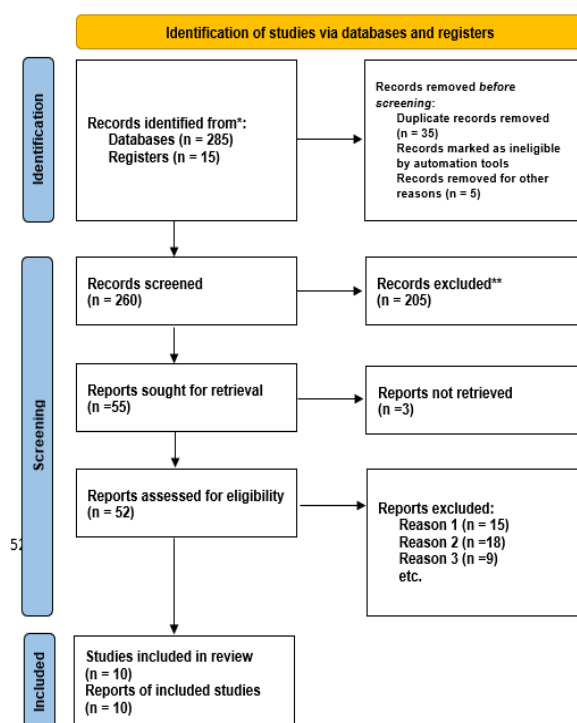 Identification of studies via databases and registers
Identification
Records identified from*:
Databases (n = 285)
Registers (n = 15)
Records removed before
screening:
Duplicate records removed
(n = 35)
Records marked as ineligible
by automation tools
Records removed for other
reasons (n = 5)
Screening
Records screened
(n = 260)
Records excluded**
(n = 205)
Reports sought for retrieval
(n =55)
Reports not retrieved
(n =3)
Reports assessed for eligibility
(n = 52)
Reports excluded:
Reason 1 (n = 15)
Reason 2 (n =18)
Reason 3 (n =9)
etc.
Included
Studies included in review
(n = 10)
Reports of included studies
(n = 10)